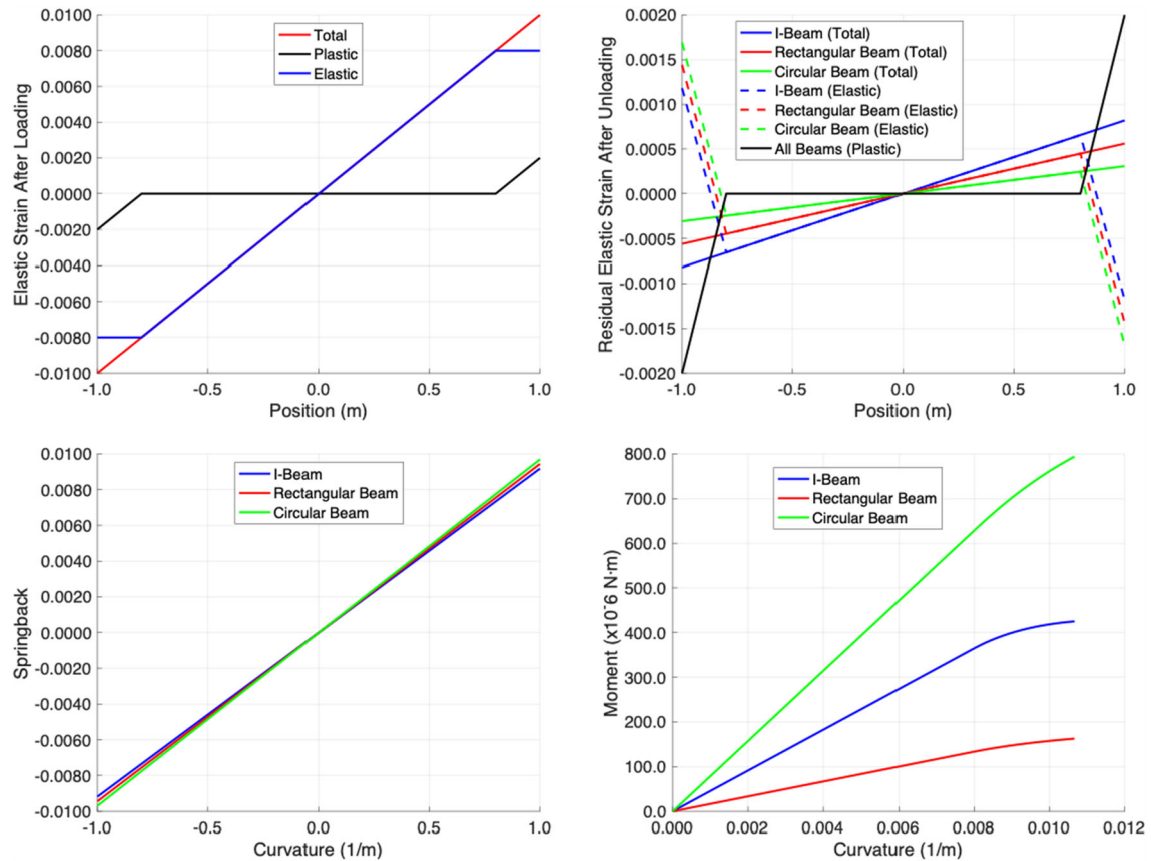 Elastic Strain After Loading
0.0100
0.0080
0.0060
0.0040
0.0020
0.0000
-0.0020
-0.0040
-0.0060
-0.0080
-0.0100
Total
Plastic
Elastic
-1.0 -0.5 0.0 0.5 1.0
Position (m)
Residual Elastic Strain After Unloading
0.0020
0.0015
0.0010
0.0005
0.0000
-0.0005
-0.0010
-0.0015
-0.0020
I-Beam (Total)
Rectangular Beam (Total)
Circular Beam (Total)
I-Beam (Elastic)
Rectangular Beam (Elastic)
Circular Beam (Elastic)
All Beams (Plastic)
-1.0 -0.5 0.0 0.5 1.0
Position (m)
Springback
0.0100
0.0080
0.0060
0.0040
0.0020
0.0000
-0.0020
-0.0040
-0.0060
-0.0080
-0.0100
I-Beam
Rectangular Beam
Circular Beam
-1.0 -0.5 0.0 0.5 1.0
Curvature (1/m)
Moment (x10ˆ6 N·m)
800.0
700.0
600.0
500.0
400.0
300.0
200.0
100.0
0.0
I-Beam
Rectangular Beam
Circular Beam
0.000 0.002 0.004 0.006 0.008 0.010 0.012
Curvature (1/m)